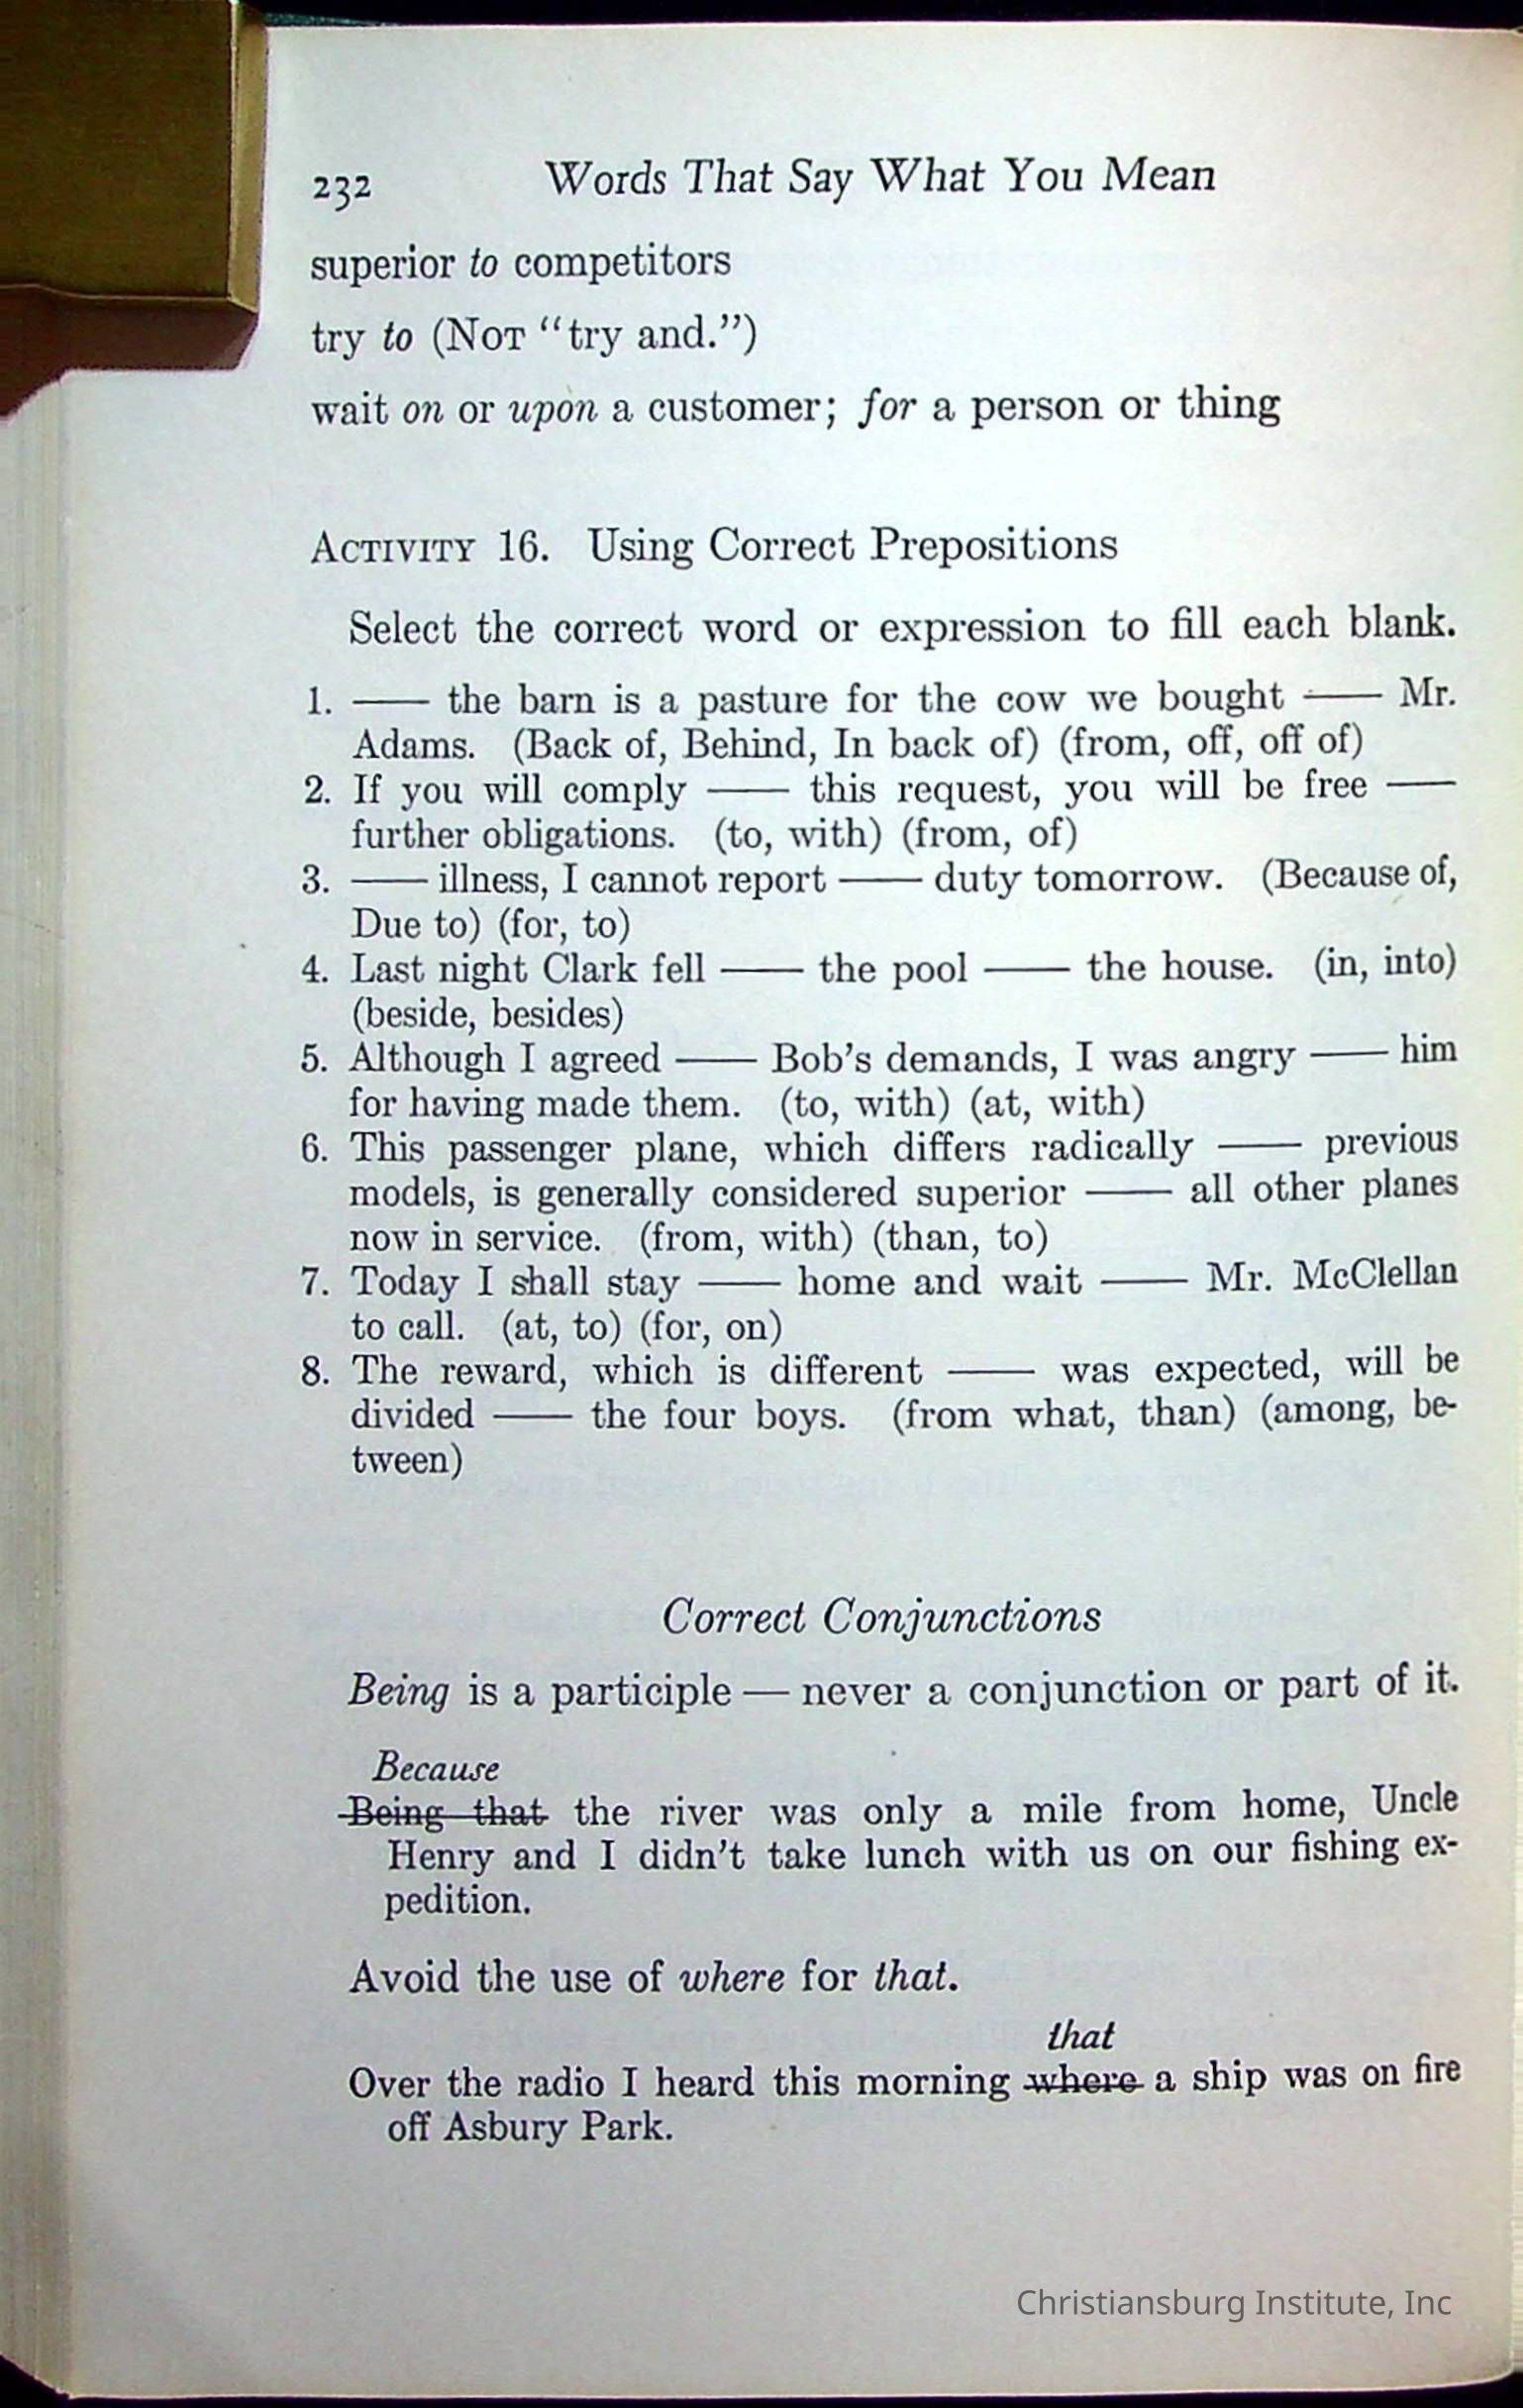 232 Words That Say What You Mean
superior to competitors
try to (NOT “try and.”)
wait on or upon a customer; for a person or thing
ACTIVITY 16. Using Correct Prepositions
Select the correct word or expression to fill each blank.
1. —— the barn is a pasture for the cow we bought —— Mr.
Adams. (Back of, Behind, In back of) (from, off, off of)
2. If you will comply —— this request, you will be free ——
further obligations. (to, with) (from, of)
3. —— illness, I cannot report —— duty tomorrow. (Because of,
Due to) (for, to)
4. Last night Clark fell —— the pool —— the house. (in, into)
(beside, besides)
5. Although I agreed —— Bob’s demands, I was angry —— him
for having made them. (to, with) (at, with)
6. This passenger plane, which differs radically —— previous
models, is generally considered superior —— all other planes
now in service. (from, with) (than, to)
7. Today I shall stay —— home and wait —— Mr. McClellan
to call. (at, to) (for, on)
8. The reward, which is different —— was expected, will be
divided —— the four boys. (from what, than) (among, be-
tween)
Correct Conjunctions
Being is a participle — never a conjunction or part of it.
Because
Being that the river was only a mile from home, Uncle
Henry and I didn’t take lunch with us on our fishing ex-
pedition.
Avoid the use of where for that.
that
Over the radio I heard this morning where a ship was on fire
off Asbury Park.
Christiansburg Institute, Inc